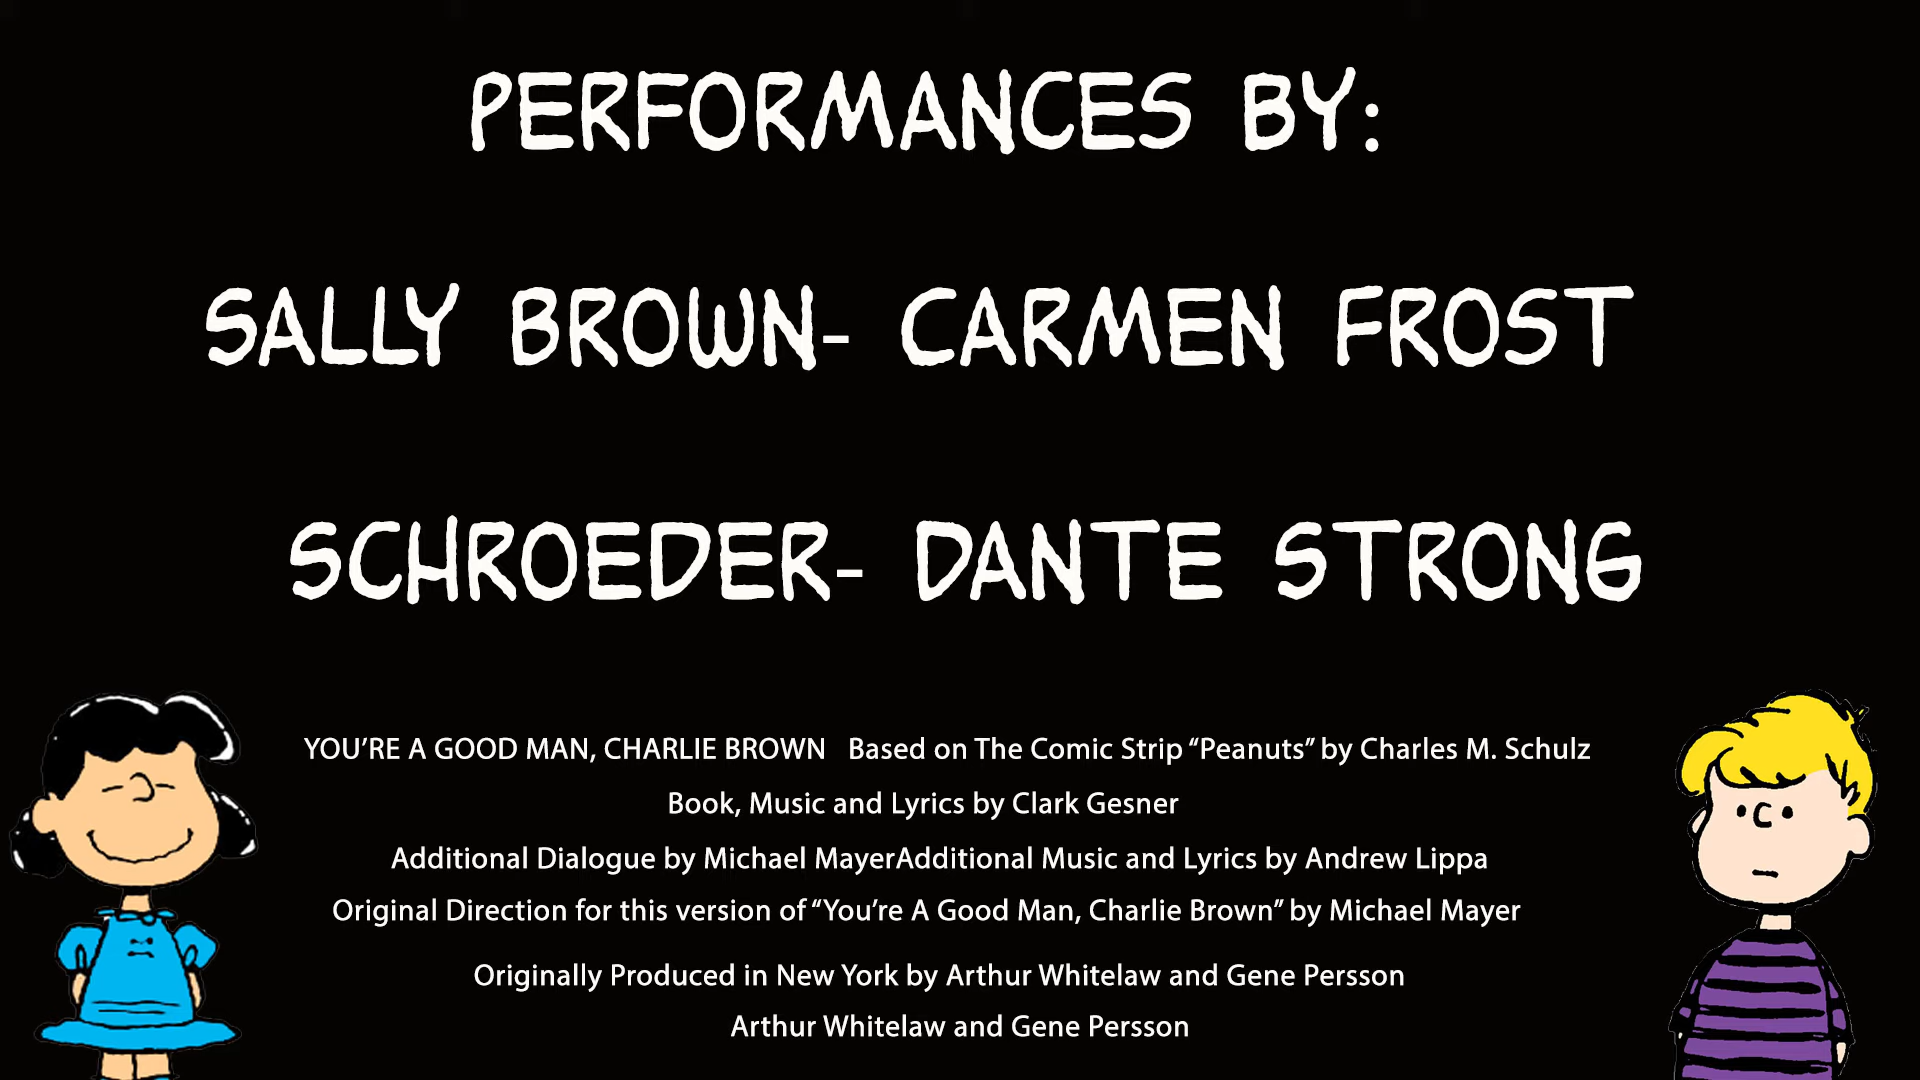 PERFORMANCES BY:
SALLY BROWN- CARMEN FROST
SCHROEDER- DANTE STRONG
YOU’RE A GOOD MAN, CHARLIE BROWN   Based on The Comic Strip “Peanuts” by Charles M. Schulz
Book, Music and Lyrics by Clark Gesner
Additional Dialogue by Michael MayerAdditional Music and Lyrics by Andrew Lippa
Original Direction for this version of “You’re A Good Man, Charlie Brown” by Michael Mayer
Originally Produced in New York by Arthur Whitelaw and Gene Persson
Arthur Whitelaw and Gene Persson